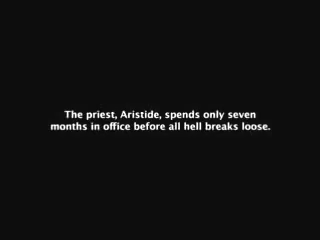 The priest, Aristide, spends only seven
months in office before all hell breaks loose.